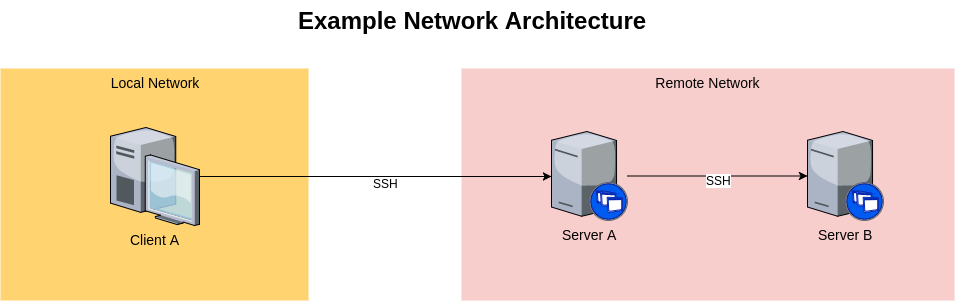 Example Network Architecture
Local Network
Remote Network
SSH
SSH
Client A
Server A
Server B